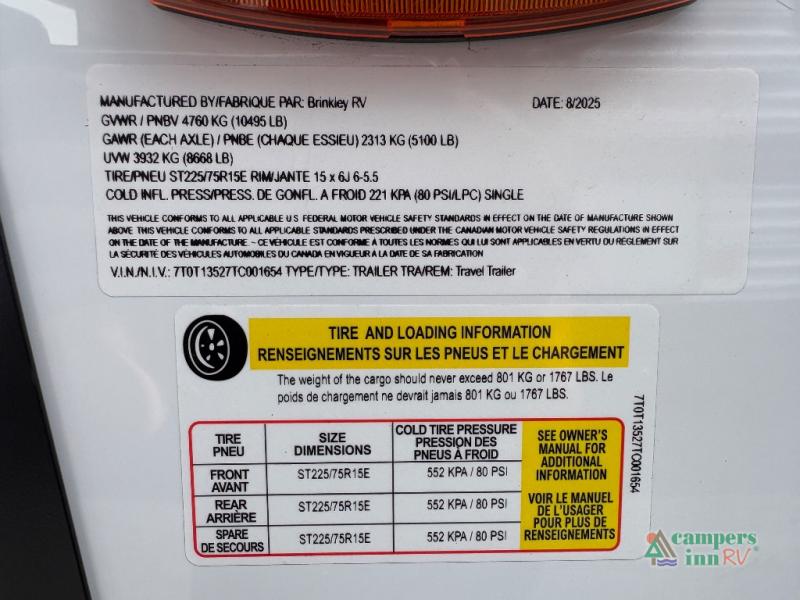 MANUFACTURED BY/FABRIQUE PAR: Brinkley RV DATE: 8/2025
GVWR / PNBV 4760 KG (10495 LB)
GAWR (EACH AXLE) / PNBE (CHAQUE ESSIEU) 2313 KG (5100 LB)
UVW 3932 KG (8668 LB)
TIRE/PNEU ST225/75R15E RIM/JANTE 15 x 6J 6-5.5
COLD INFL. PRESS/PRESS. DE GONFL. A FROID 221 KPA (80 PSI/LPC) SINGLE
THIS VEHICLE CONFORMS TO ALL APPLICABLE U.S FEDERAL MOTOR VEHICLE SAFETY STANDARDS IN EFFECT ON THE DATE OF MANUFACTURE SHOWN
ABOVE THIS VEHICLE CONFORMS TO ALL APPLICABLE STANDARDS PRESCRIBED UNDER THE CANADIAN MOTOR VEHICLE SAFETY REGULATIONS IN EFFECT
ON THE DATE OF THE MANUFACTURE. ~ CE VEHICULE EST CONFORME À TOUTES LES NORMES QUI LUI SONT APPLICABLES EN VERTU DU RÈGLEMENT SUR
LA SÉCURITÉ DES VEHICULES AUTOMOBILES DU CANADA EN VIGUEUR À LA DATE DE SA FABRICATION
V.I.N./N.I.V.: 7T0T13527TC001654 TYPE/TYPE: TRAILER TRA/REM: Travel Trailer
TIRE AND LOADING INFORMATION
RENSEIGNEMENTS SUR LES PNEUS ET LE CHARGEMENT
The weight of the cargo should never exceed 801 KG or 1767 LBS. Le
poids de chargement ne devrait jamais 801 KG ou 1767 LBS.
TIRE
PNEU
SIZE
DIMENSIONS
COLD TIRE PRESSURE
PRESSION DES
PNEUS À FROID
FRONT
AVANT
ST225/75R15E
552 KPA / 80 PSI
REAR
ARRIÈRE
ST225/75R15E
552 KPA / 80 PSI
SPARE
DE SECOURS
ST225/75R15E
552 KPA / 80 PSI
SEE OWNER'S
MANUAL FOR
ADDITIONAL
INFORMATION
VOIR LE MANUEL
DE L'USAGER
POUR PLUS DE
RENSEIGNEMENTS
7T0T13527TC001654
campers
inn RV